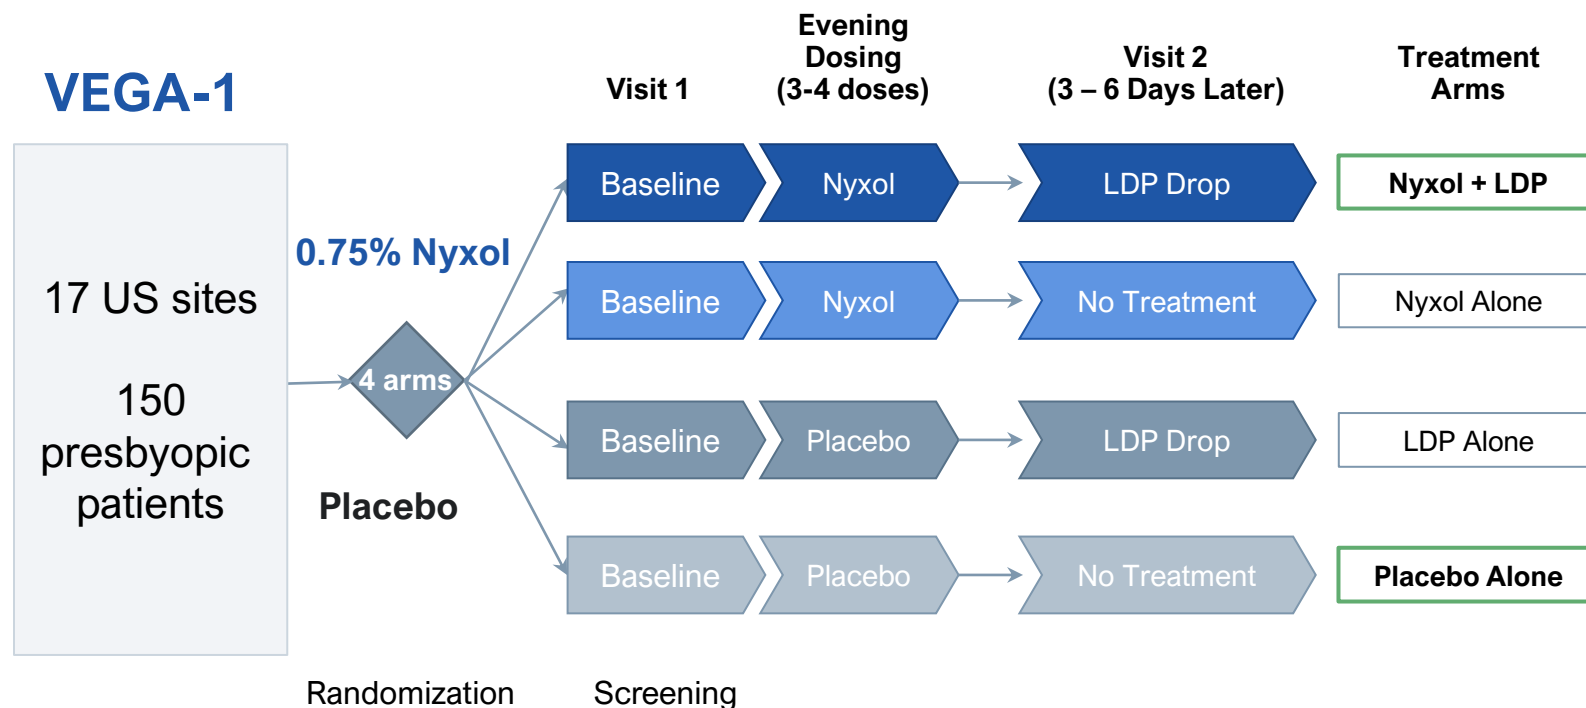 VEGA-1
Visit 1
Evening
Dosing
(3-4 doses)
Visit 2
(3 – 6 Days Later)
Treatment
Arms
17 US sites
150
presbyopic
patients
0.75% Nyxol
4 arms
Placebo
Baseline
Nyxol
LDP Drop
Nyxol + LDP
Baseline
Nyxol
No Treatment
Nyxol Alone
Baseline
Placebo
LDP Drop
LDP Alone
Baseline
Placebo
No Treatment
Placebo Alone
Randomization
Screening